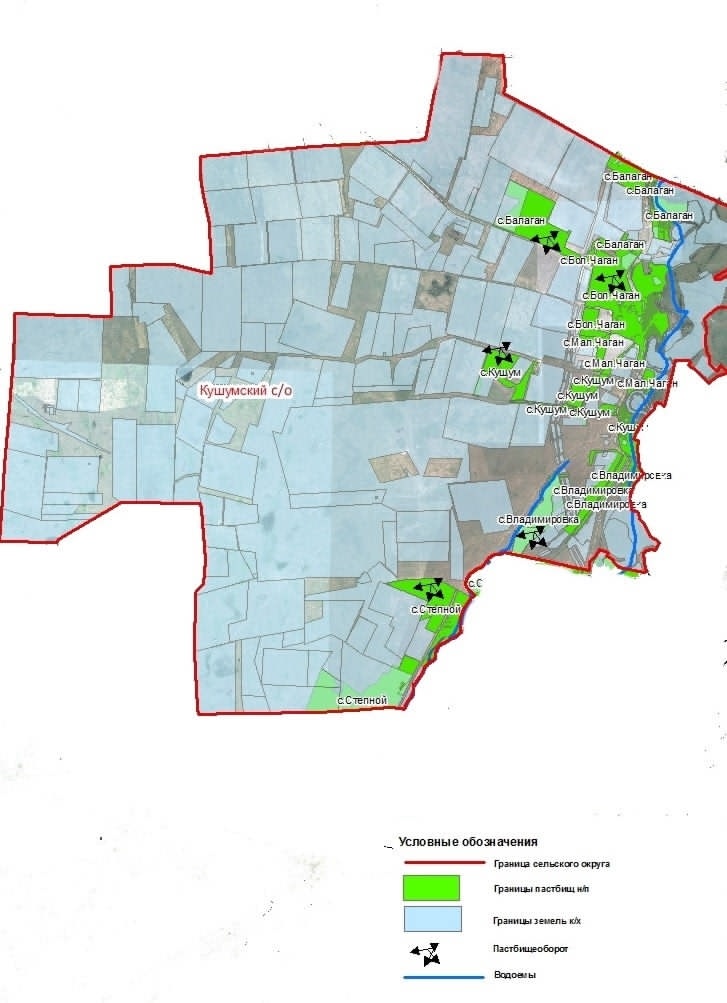 с.Балаган
с.Балаган
с.Балаган
с.Балаган
с.Балаган
с.Бол.Чаган
с.Бол.Чаган
с.Бол.Чаган
с.Мал.Чаган
с.Мал.Чаган
с.Кушум
с.Кушум
с.Мал.Чаган
Кушумский с/о
с.Кушум
с.Кушум
с.Кушум
с.Куш
с.Владимировка
с.Владимировк
с.Владимировка
с.Владимировка
с.С
с.Степной
с.Степной
Условные обозначения
Граница сельского округа
Границы пастбищ н/п
Границы земель к/х
Пастбищеоборот
Водоемы